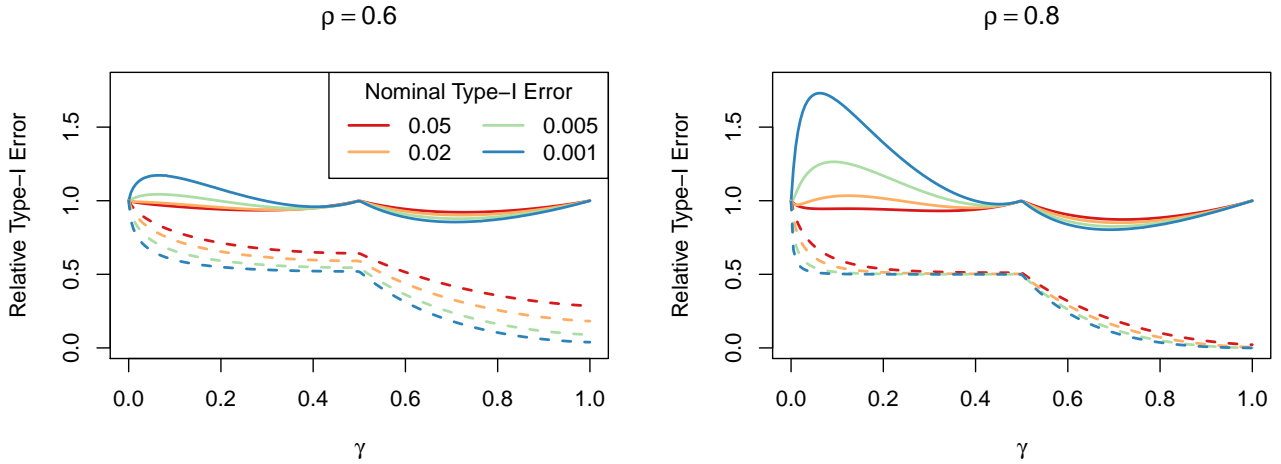 ρ = 0.6
Relative Type−I Error
0.0 0.5 1.0 1.5
Nominal Type−I Error
0.05 0.005
0.02 0.001
0.0 0.2 0.4 0.6 0.8 1.0
γ
ρ = 0.8
Relative Type−I Error
0.0 0.5 1.0 1.5
0.0 0.2 0.4 0.6 0.8 1.0
γ